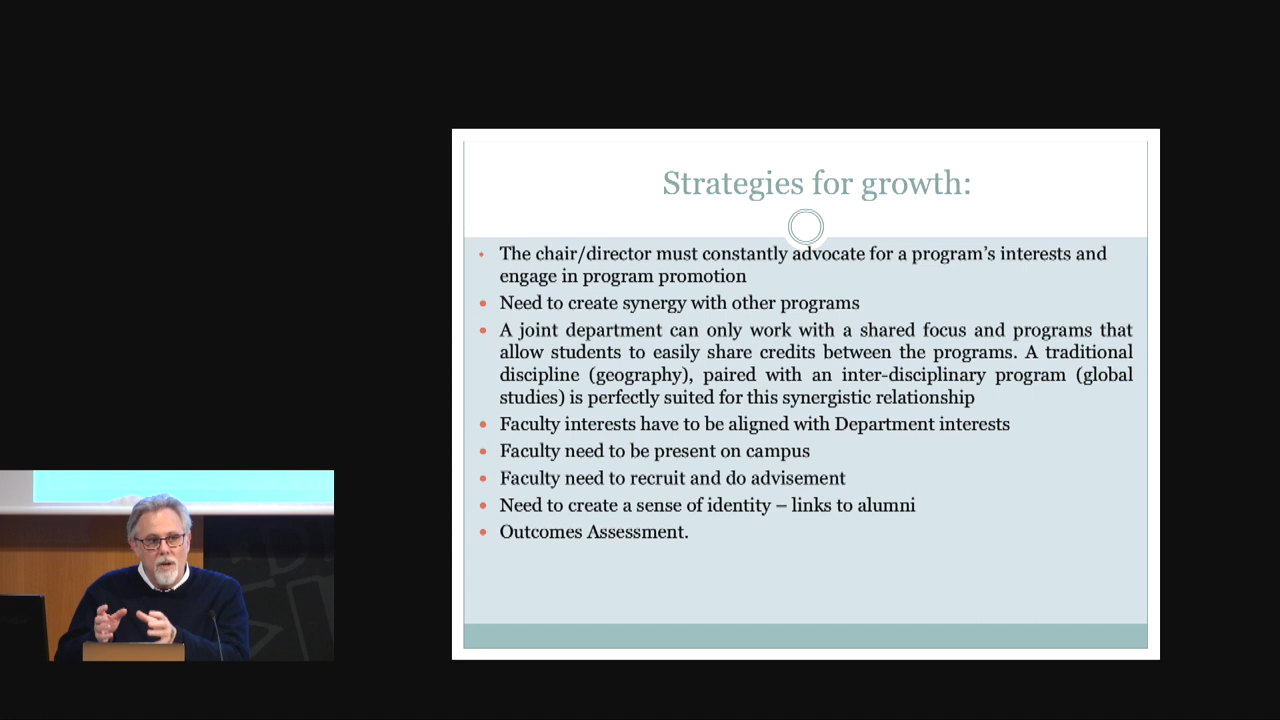 Strategies for growth:
• The chair/director must constantly advocate for a program’s interests and
engage in program promotion
• Need to create synergy with other programs
• A joint department can only work with a shared focus and programs that
allow students to easily share credits between the programs. A traditional
discipline (geography), paired with an inter-disciplinary program (global
studies) is perfectly suited for this synergistic relationship
• Faculty interests have to be aligned with Department interests
• Faculty need to be present on campus
• Faculty need to recruit and do advisement
• Need to create a sense of identity – links to alumni
• Outcomes Assessment.